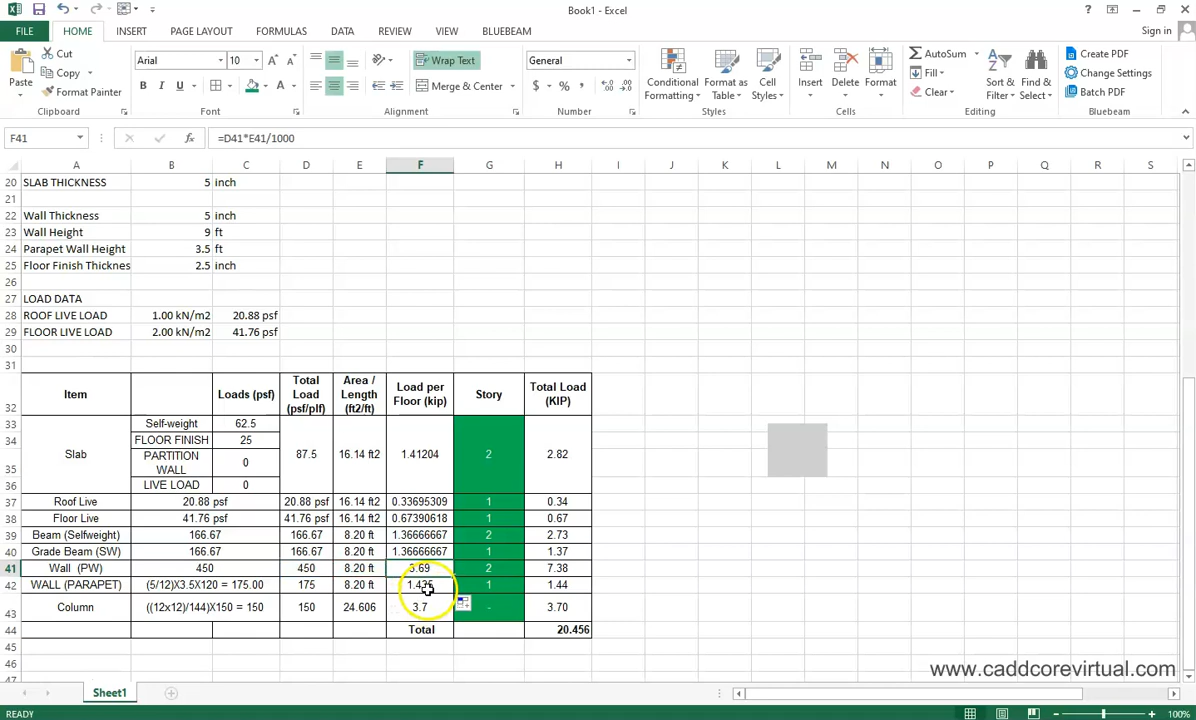 Book1 - Excel
FILE HOME INSERT PAGE LAYOUT FORMULAS DATA REVIEW VIEW BLUEBEAM Sign in
Paste Cut Copy Format Painter Clipboard
Arial 10 B I U Font
Wrap Text Merge & Center Alignment
General $ % , Number
Conditional Formatting Format as Table Cell Styles Styles
Insert Delete Format Cells
AutoSum Fill Clear Sort & Filter Find & Select Editing
Create PDF Change Settings Batch PDF Bluebeam
F41 fx =D41*E41/1000
A B C D E F G H I J K L M N O P Q R S
20 SLAB THICKNESS 5 inch
21
22 Wall Thickness 5 inch
23 Wall Height 9 ft
24 Parapet Wall Height 3.5 ft
25 Floor Finish Thicknes 2.5 inch
26
27 LOAD DATA
28 ROOF LIVE LOAD 1.00 kN/m2 20.88 psf
29 FLOOR LIVE LOAD 2.00 kN/m2 41.76 psf
30
31
32 Item Loads (psf) Total Load (psf/plf) Area / Length (ft2/ft) Load per Floor (kip) Story Total Load (KIP)
33 Self-weight 62.5
34 FLOOR FINISH 25
Slab 87.5 16.14 ft2 1.41204 2 2.82
35 PARTITION WALL 0
36 LIVE LOAD 0
37 Roof Live 20.88 psf 20.88 psf 16.14 ft2 0.33695309 1 0.34
38 Floor Live 41.76 psf 41.76 psf 16.14 ft2 0.67390618 1 0.67
39 Beam (Selfweight) 166.67 166.67 8.20 ft 1.36666667 2 2.73
40 Grade Beam (SW) 166.67 166.67 8.20 ft 1.36666667 1 1.37
41 Wall (PW) 450 450 8.20 ft 3.69 2 7.38
42 WALL (PARAPET) (5/12)X3.5X120 = 175.00 175 8.20 ft 1.435 1 1.44
43 Column ((12x12)/144)X150 = 150 150 24.606 3.7 - 3.70
44 Total 20.456
45
46
47
www.caddcorevirtual.com
Sheet1
READY 100%